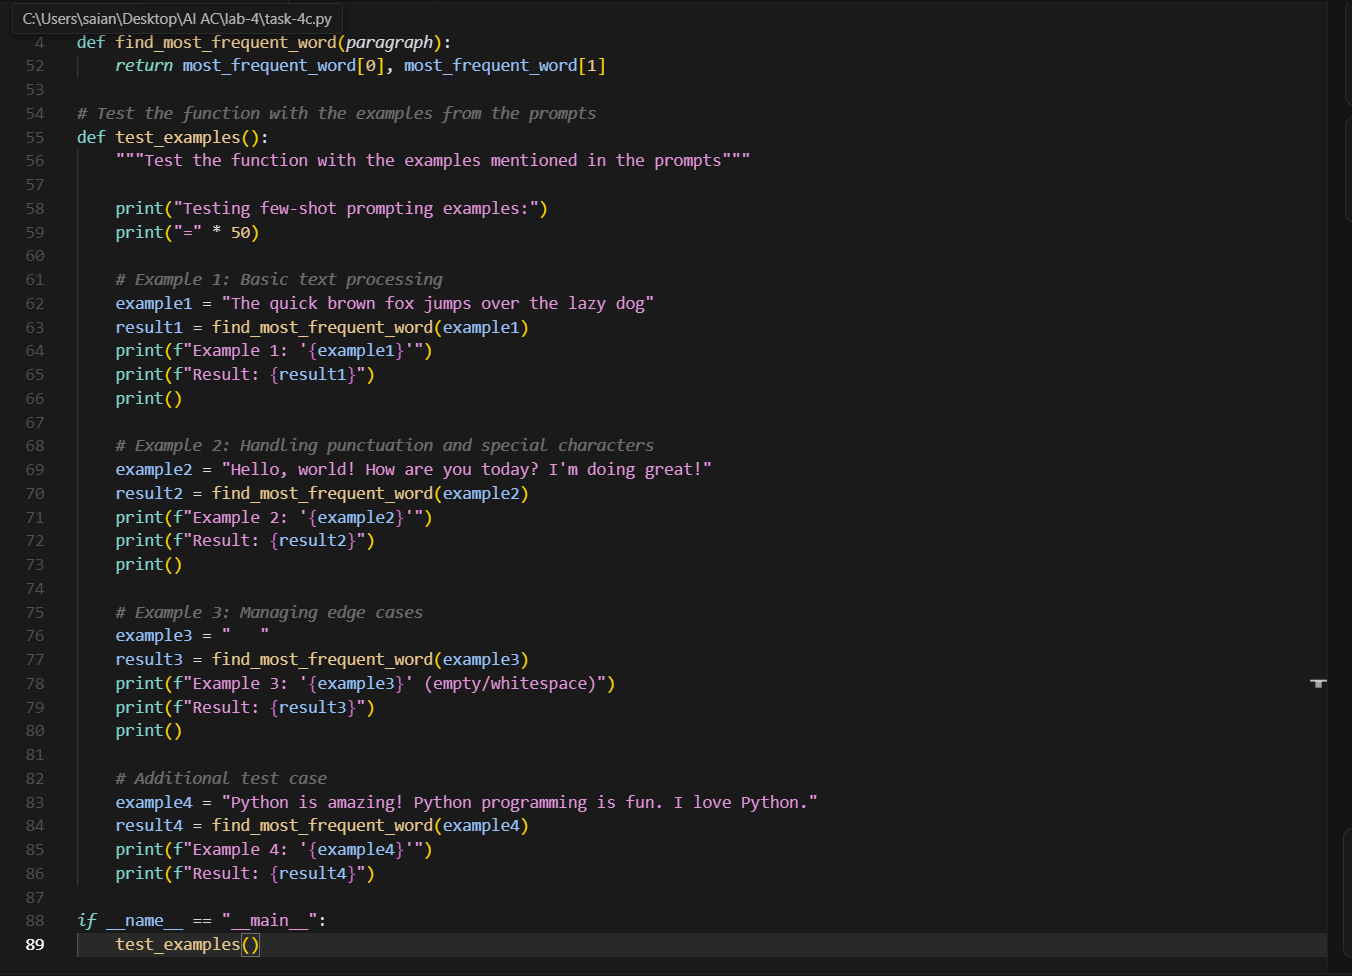 C:\Users\saian\Desktop\AI AC\lab-4\task-4c.py
4 def find_most_frequent_word(paragraph):
52     return most_frequent_word[0], most_frequent_word[1]
53
54 # Test the function with the examples from the prompts
55 def test_examples():
56     """Test the function with the examples mentioned in the prompts"""
57
58     print("Testing few-shot prompting examples:")
59     print("=" * 50)
60
61     # Example 1: Basic text processing
62     example1 = "The quick brown fox jumps over the lazy dog"
63     result1 = find_most_frequent_word(example1)
64     print(f"Example 1: '{example1}'")
65     print(f"Result: {result1}")
66     print()
67
68     # Example 2: Handling punctuation and special characters
69     example2 = "Hello, world! How are you today? I'm doing great!"
70     result2 = find_most_frequent_word(example2)
71     print(f"Example 2: '{example2}'")
72     print(f"Result: {result2}")
73     print()
74
75     # Example 3: Managing edge cases
76     example3 = "   "
77     result3 = find_most_frequent_word(example3)
78     print(f"Example 3: '{example3}' (empty/whitespace)")
79     print(f"Result: {result3}")
80     print()
81
82     # Additional test case
83     example4 = "Python is amazing! Python programming is fun. I love Python."
84     result4 = find_most_frequent_word(example4)
85     print(f"Example 4: '{example4}'")
86     print(f"Result: {result4}")
87
88 if __name__ == "__main__":
89     test_examples()